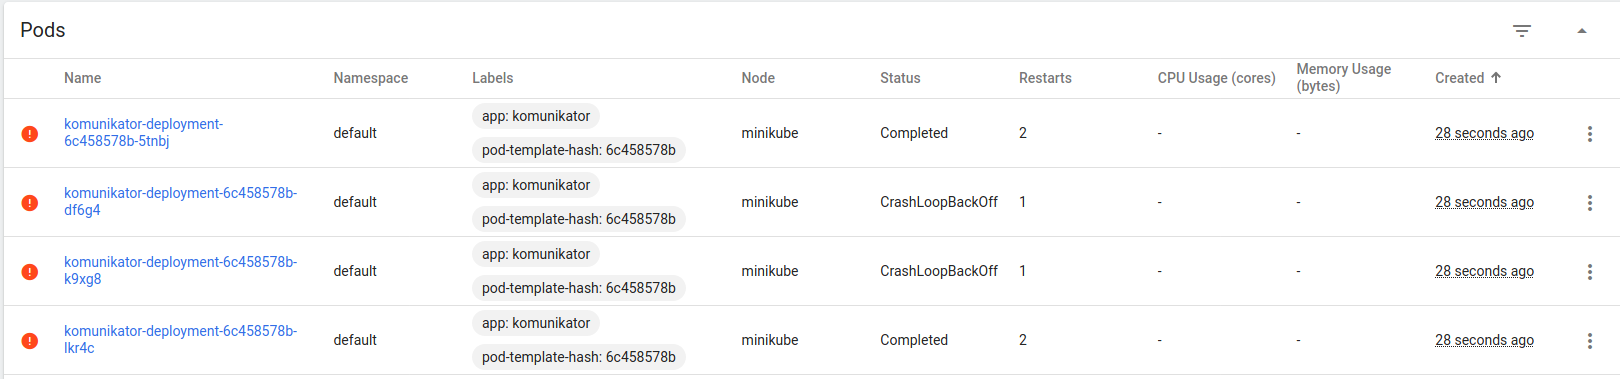 Pods
Name Namespace Labels Node Status Restarts CPU Usage (cores) Memory Usage (bytes) Created
komunikator-deployment-6c458578b-5tnbj default app: komunikator pod-template-hash: 6c458578b minikube Completed 2 - - 28 seconds ago
komunikator-deployment-6c458578b-df6g4 default app: komunikator pod-template-hash: 6c458578b minikube CrashLoopBackOff 1 - - 28 seconds ago
komunikator-deployment-6c458578b-k9xg8 default app: komunikator pod-template-hash: 6c458578b minikube CrashLoopBackOff 1 - - 28 seconds ago
komunikator-deployment-6c458578b-lkr4c default app: komunikator pod-template-hash: 6c458578b minikube Completed 2 - - 28 seconds ago